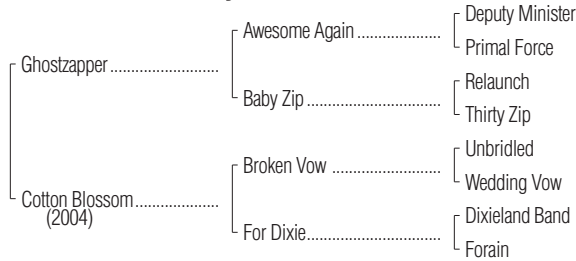 Deputy Minister
Awesome Again ..................
Primal Force
Ghostzapper .......................
Relaunch
Baby Zip .............................
Thirty Zip
Unbridled
Broken Vow .......................
Wedding Vow
Cotton Blossom ..................
(2004)
Dixieland Band
For Dixie .............................
Forain